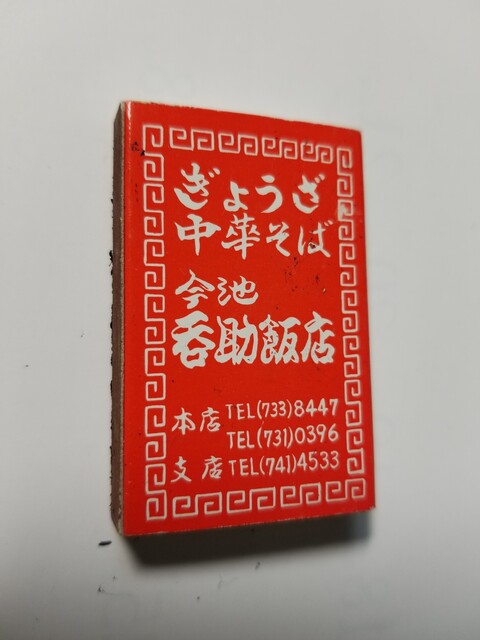 ぎょうざ
中華そば
今池
呑助飯店
本店 TEL(733)8447
TEL(731)0396
支店 TEL(741)4533